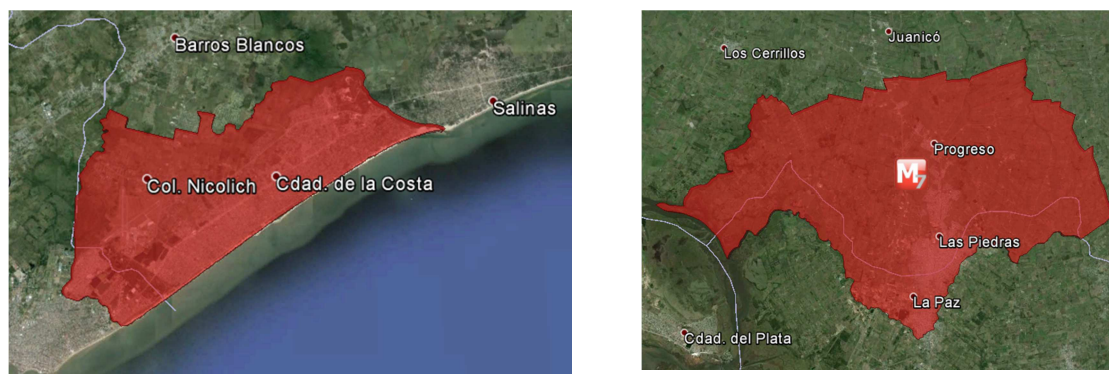 Barros Blancos
Salinas
Col. Nicolich
Cdad. de la Costa
Juanicó
Los Cerrillos
Progreso
M7
Las Piedras
La Paz
Cdad. del Plata